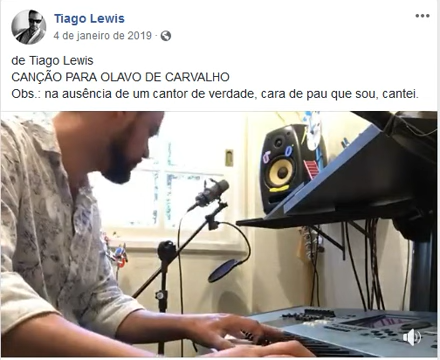 Tiago Lewis
4 de janeiro de 2019 ·
de Tiago Lewis
CANÇÃO PARA OLAVO DE CARVALHO
Obs.: na ausência de um cantor de verdade, cara de pau que sou, cantei.